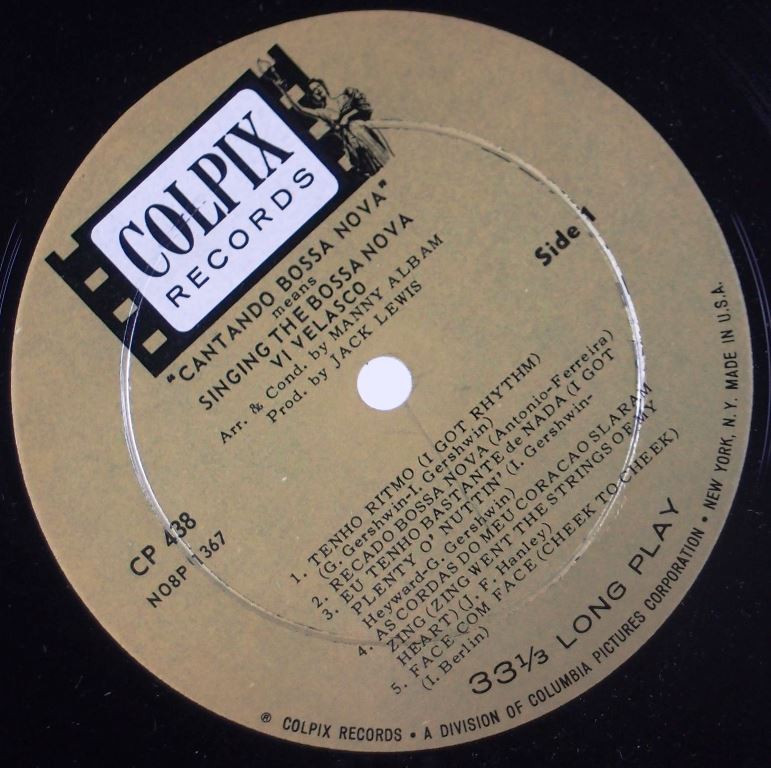 COLPIX
RECORDS
"CANTANDO BOSSA NOVA"
means
SINGING THE BOSSA NOVA
VI VELASCO
Arr. & Cond. by MANNY ALBAM
Prod. by JACK LEWIS
Side 1
CP 438
NO8P 1367
1. TENHO RITMO (I GOT RHYTHM)
(G. Gershwin-I. Gershwin)
2. RECADO BOSSA NOVA (Antonio-Ferreira)
3. EU TENHO BASTANTE de NADA (I GOT
PLENTY O' NUTTIN' (I. Gershwin-
Heyward-G. Gershwin)
4. AS CORDAS DO MEU CORACAO SLARAM
ZING (ZING WENT THE STRINGS OF MY
HEART) (J. F. Hanley)
5. FACE COM FACE (CHEEK TO CHEEK)
(I. Berlin)
33⅓ LONG PLAY
® COLPIX RECORDS • A DIVISION OF COLUMBIA PICTURES CORPORATION • NEW YORK, N.Y. MADE IN U.S.A.